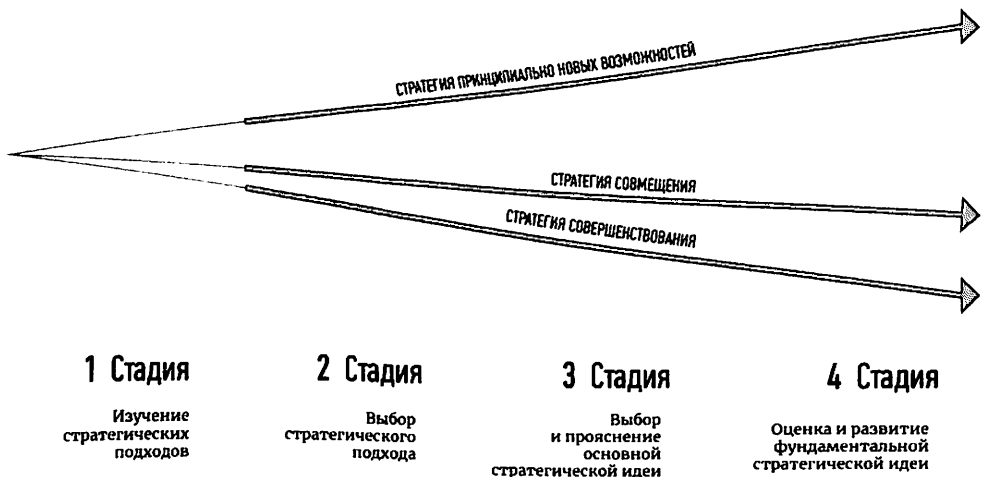 СТРАТЕГИЯ ПРИНЦИПИАЛЬНО НОВЫХ ВОЗМОЖНОСТЕЙ
СТРАТЕГИЯ СОВМЕЩЕНИЯ
СТРАТЕГИЯ СОВЕРШЕНСТВОВАНИЯ
1 Стадия
Изучение
стратегических
подходов
2 Стадия
Выбор
стратегического
подхода
3 Стадия
Выбор
и прояснение
основной
стратегической идеи
4 Стадия
Оценка и развитие
фундаментальной
стратегической идеи